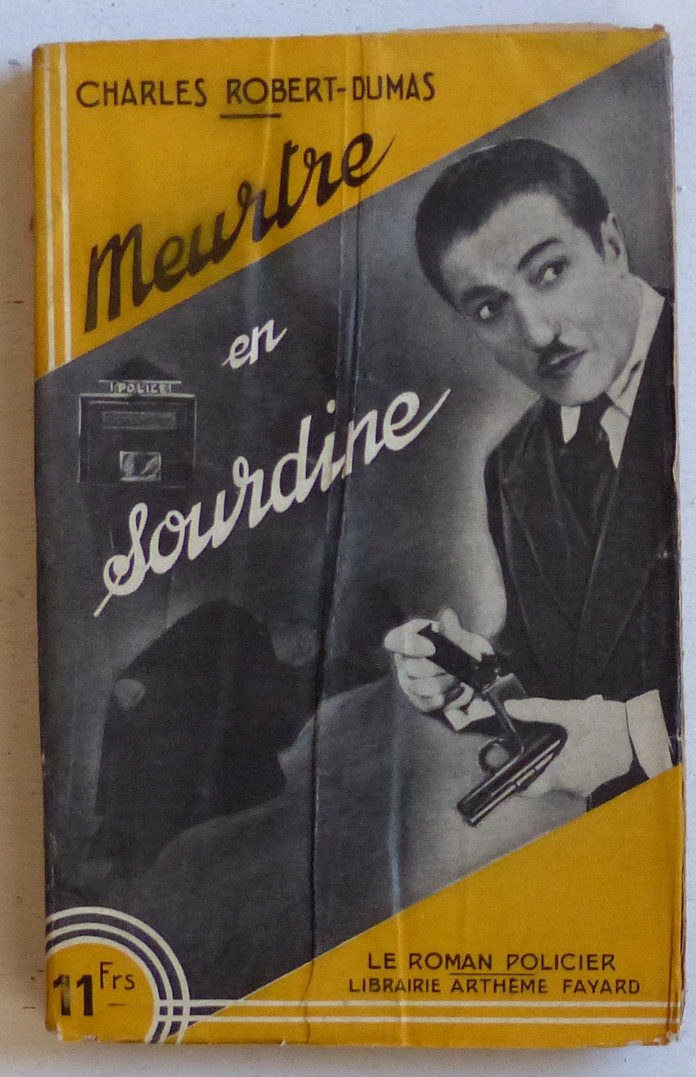 CHARLES ROBERT-DUMAS
Meurtre
en
Sourdine
POLICE
11 Frs
LE ROMAN POLICIER
LIBRAIRIE ARTHÈME FAYARD